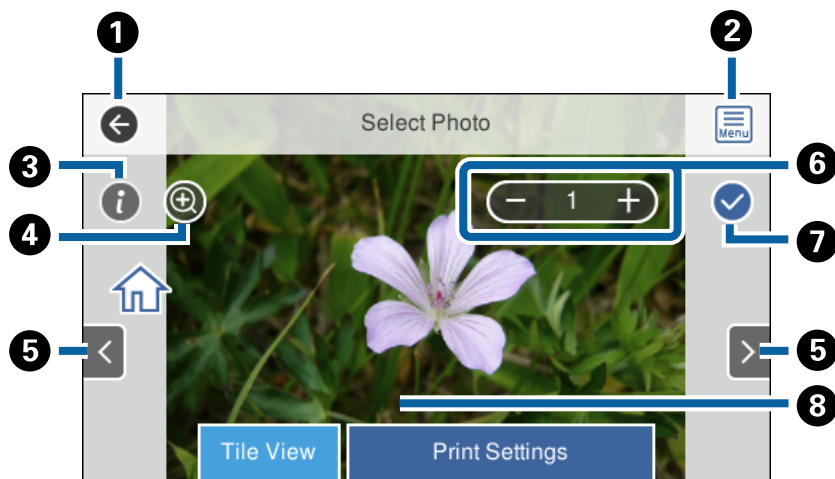 1 2
Select Photo
Menu
3 6
i
− 1 +
4 7
5 < > 5
8
Tile View Print Settings